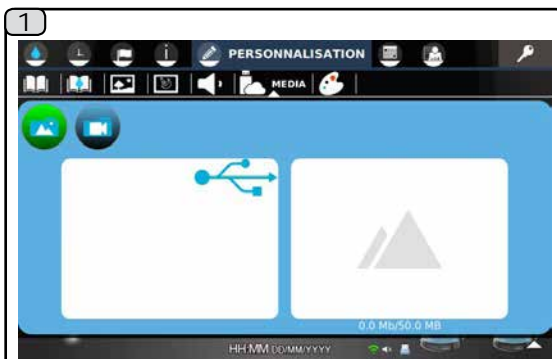 1
PERSONNALISATION
MEDIA
0.0 Mb/50.0 MB
HH:MM DD/MM/YYYY